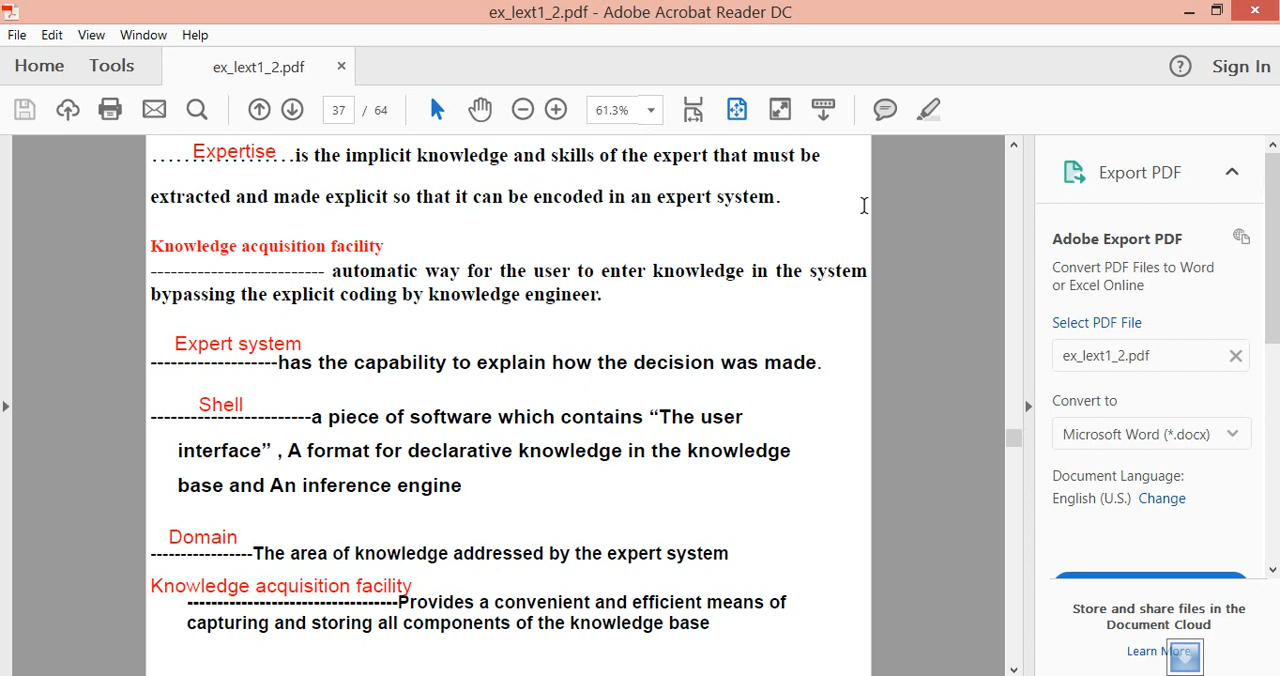 ex_lext1_2.pdf - Adobe Acrobat Reader DC
File Edit View Window Help
Home Tools ex_lext1_2.pdf × Sign In
37 / 64 61.3%
Expertise
..................is the implicit knowledge and skills of the expert that must be
extracted and made explicit so that it can be encoded in an expert system.
Knowledge acquisition facility
-------------------------- automatic way for the user to enter knowledge in the system
bypassing the explicit coding by knowledge engineer.
Expert system
---------------------has the capability to explain how the decision was made.
Shell
---------------------------a piece of software which contains “The user
interface” , A format for declarative knowledge in the knowledge
base and An inference engine
Domain
-----------------The area of knowledge addressed by the expert system
Knowledge acquisition facility
-----------------------------------Provides a convenient and efficient means of
capturing and storing all components of the knowledge base
Export PDF
Adobe Export PDF
Convert PDF Files to Word
or Excel Online
Select PDF File
ex_lext1_2.pdf
Convert to
Microsoft Word (*.docx)
Document Language:
English (U.S.) Change
Store and share files in the
Document Cloud
Learn More